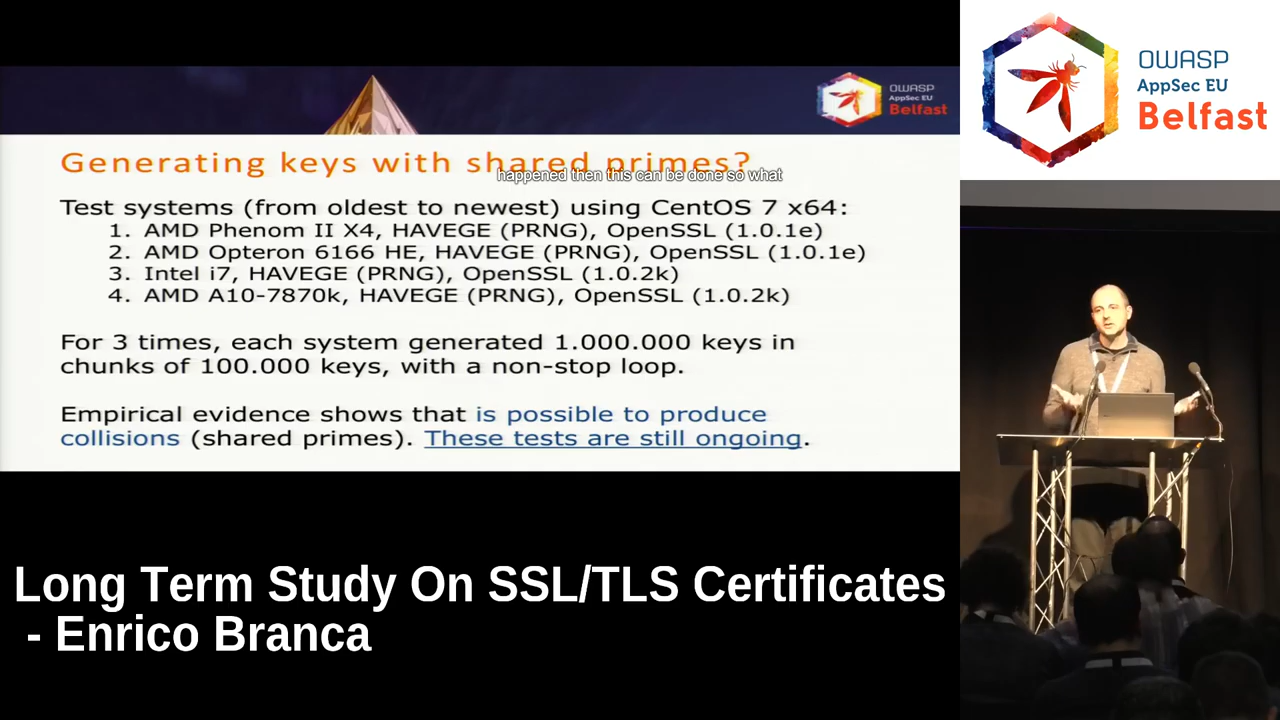 OWASP
AppSec EU
Belfast
Generating keys with shared primes?
happened then this can be done so what
Test systems (from oldest to newest) using CentOS 7 x64:
1. AMD Phenom II X4, HAVEGE (PRNG), OpenSSL (1.0.1e)
2. AMD Opteron 6166 HE, HAVEGE (PRNG), OpenSSL (1.0.1e)
3. Intel i7, HAVEGE (PRNG), OpenSSL (1.0.2k)
4. AMD A10-7870k, HAVEGE (PRNG), OpenSSL (1.0.2k)
For 3 times, each system generated 1.000.000 keys in
chunks of 100.000 keys, with a non-stop loop.
Empirical evidence shows that is possible to produce
collisions (shared primes). These tests are still ongoing.
OWASP
AppSec EU
Belfast
Long Term Study On SSL/TLS Certificates
- Enrico Branca